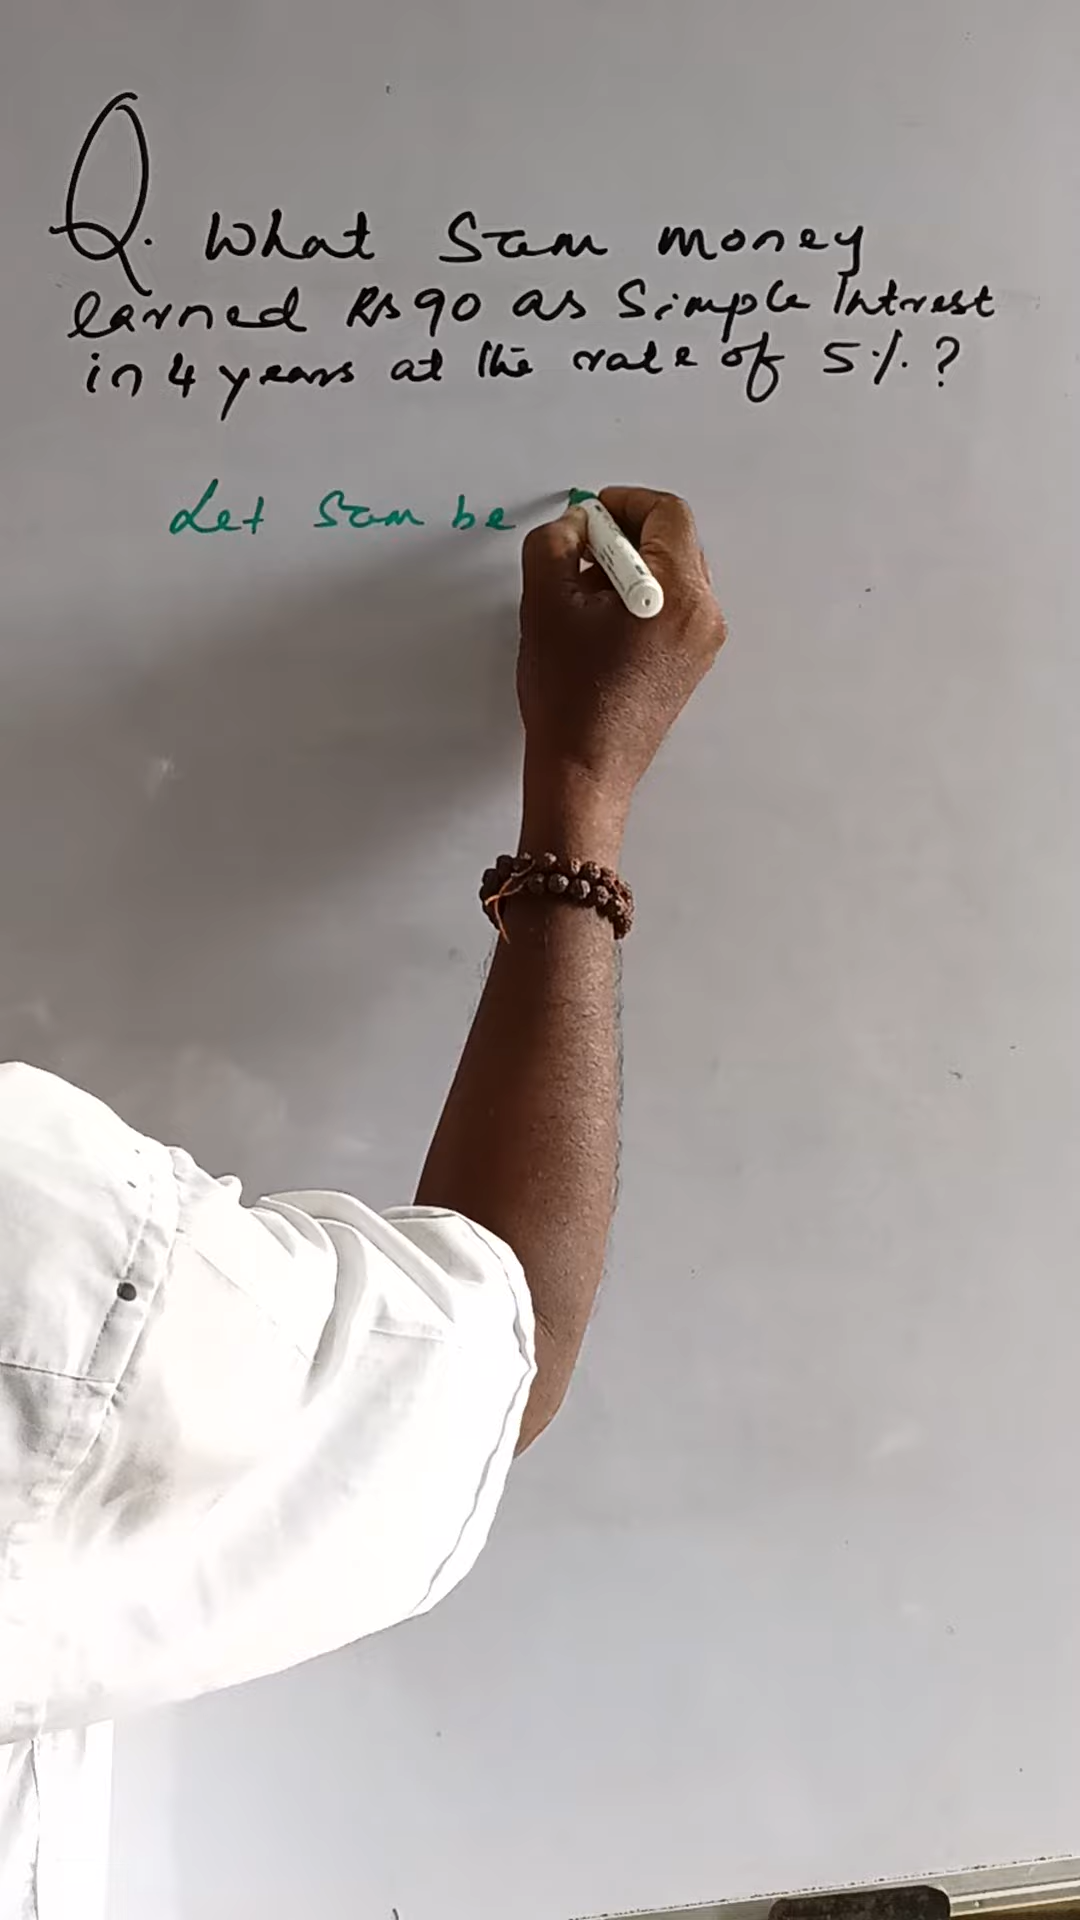 Q. What Sum money
earned Rs 90 as Simple Intrest
in 4 years at the rate of 5%?
Let Sum be